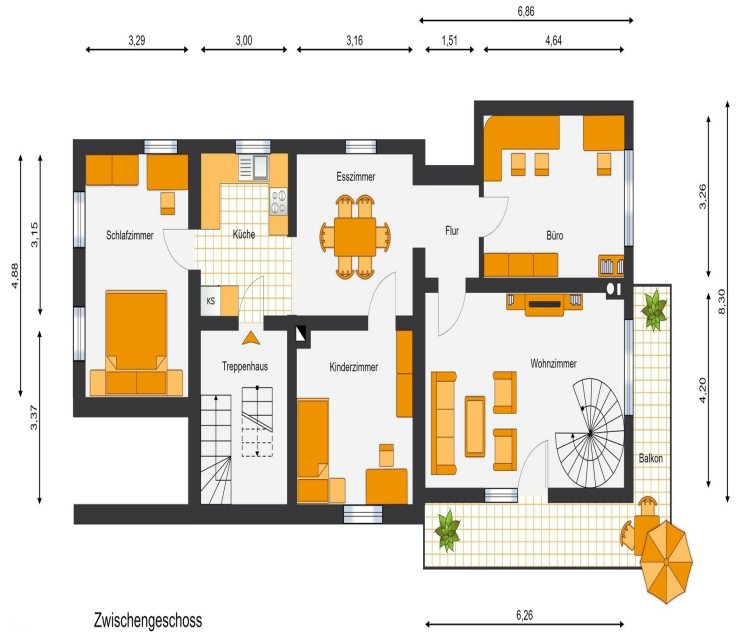 6,86
3,29
3,00
3,16
1,51
4,64
Esszimmer
Schlafzimmer
Küche
Flur
Büro
3,15
4,88
3,26
8,30
KS
Treppenhaus
Kinderzimmer
Wohnzimmer
3,37
4,20
Balkon
Zwischengeschoss
6,26